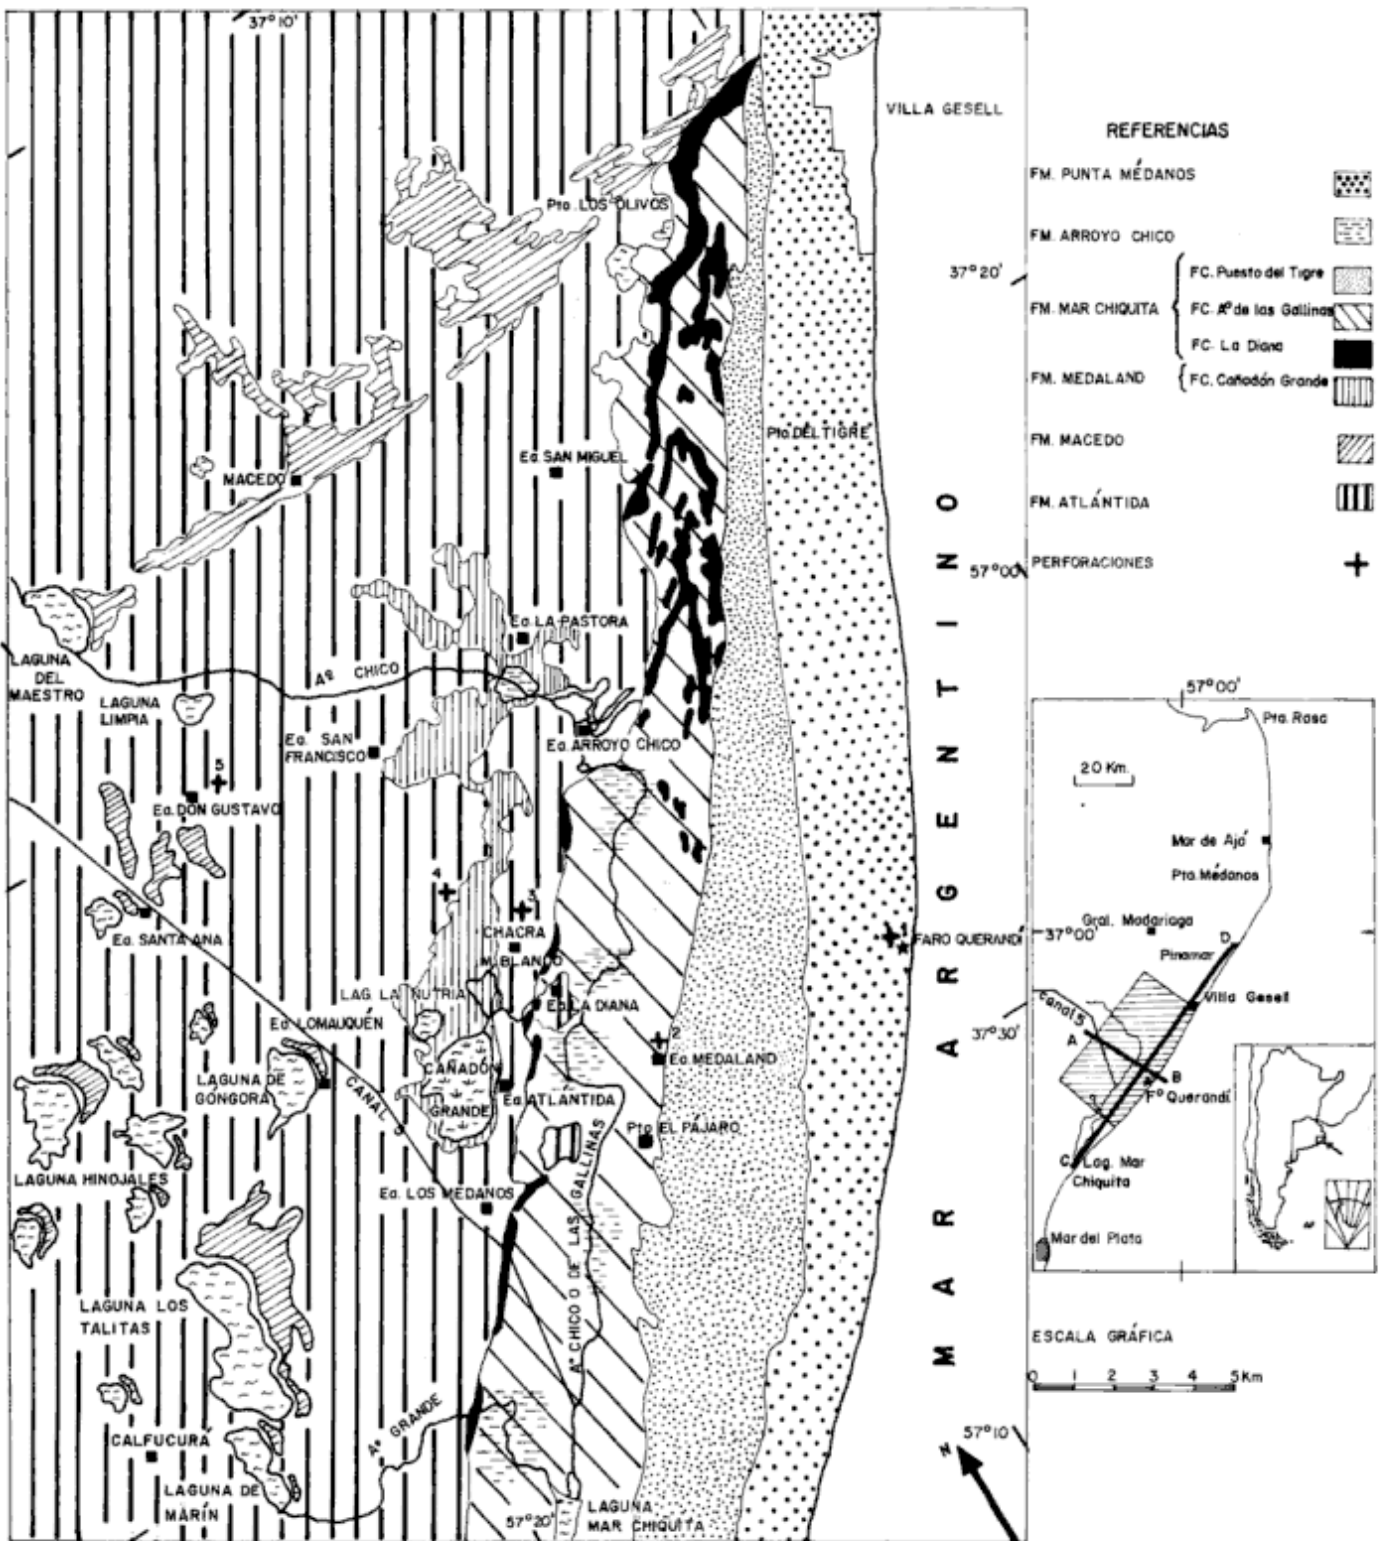 37°10'
VILLA GESELL
Pto. LOS OLIVOS
37°20'
Pto. DEL TIGRE
Ea. SAN MIGUEL
MACEDO
57°00'
Ea. LA PASTORA
LAGUNA
DEL
MAESTRO
Aº CHICO
LAGUNA
LIMPIA
Ea. SAN
FRANCISCO
Ea. ARROYO CHICO
5
Ea. DON GUSTAVO
4
3
CHACRA
M. BLANCO
Ea. SANTA ANA
1
FARO QUERANDÍ
LAG. LA NUTRIA
Ea. LA DIANA
Ea. LOMAUQUÉN
37°30'
2
Ea. MEDALAND
CAÑADÓN
GRANDE
LAGUNA DE
GÓNGORA
CANAL 5
Ea. ATLANTIDA
Pto. EL PÁJARO
LAGUNA HINOJALES
Ea. LOS MEDANOS
Aº CHICO O DE LAS GALLINAS
MAR ARGENTINO
LAGUNA LOS
TALITAS
Aº GRANDE
CALFUCURÁ
LAGUNA DE
MARÍN
57°10'
N
57°20'
LAGUNA
MAR CHIQUITA
REFERENCIAS
FM. PUNTA MÉDANOS
FM. ARROYO CHICO
FC. Puesto del Tigre
FM. MAR CHIQUITA
FC. Aº de las Gallinas
FC. La Diana
FM. MEDALAND
FC. Cañadón Grande
FM. MACEDO
FM. ATLÁNTIDA
PERFORACIONES
57°00'
Pta. Rasa
20 Km.
Mar de Ajó
Pta. Médanos
Gral. Madariaga
37°00'
D
Pinamar
Villa Gesell
canal 5
A
B
Fº Querandí
C
Lag. Mar
Chiquita
Mar del Plata
ESCALA GRÁFICA
0 1 2 3 4 5 Km